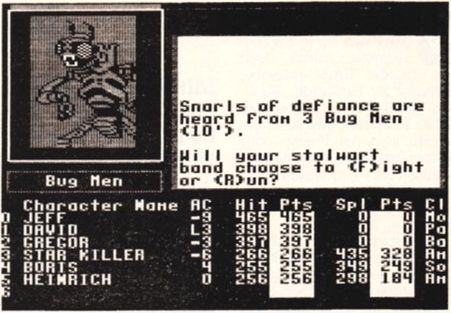 Snarls of defiance are
heard from 3 Bug Men
(10').
Will your stalwart
band choose to (F)ight
or (R)un?
Bug Men
Character Name AC Hit Pts Spl Pts Cl
0 JEFF -9 465 465 0 0 Mo
1 DAVID L3 398 398 0 0 Pa
2 GREGOR -3 397 397 0 0 Ba
3 STAR KILLER -6 266 266 435 328 Am
4 BORIS 4 255 255 349 249 So
5 HEINRICH 0 256 256 298 184 Am
6